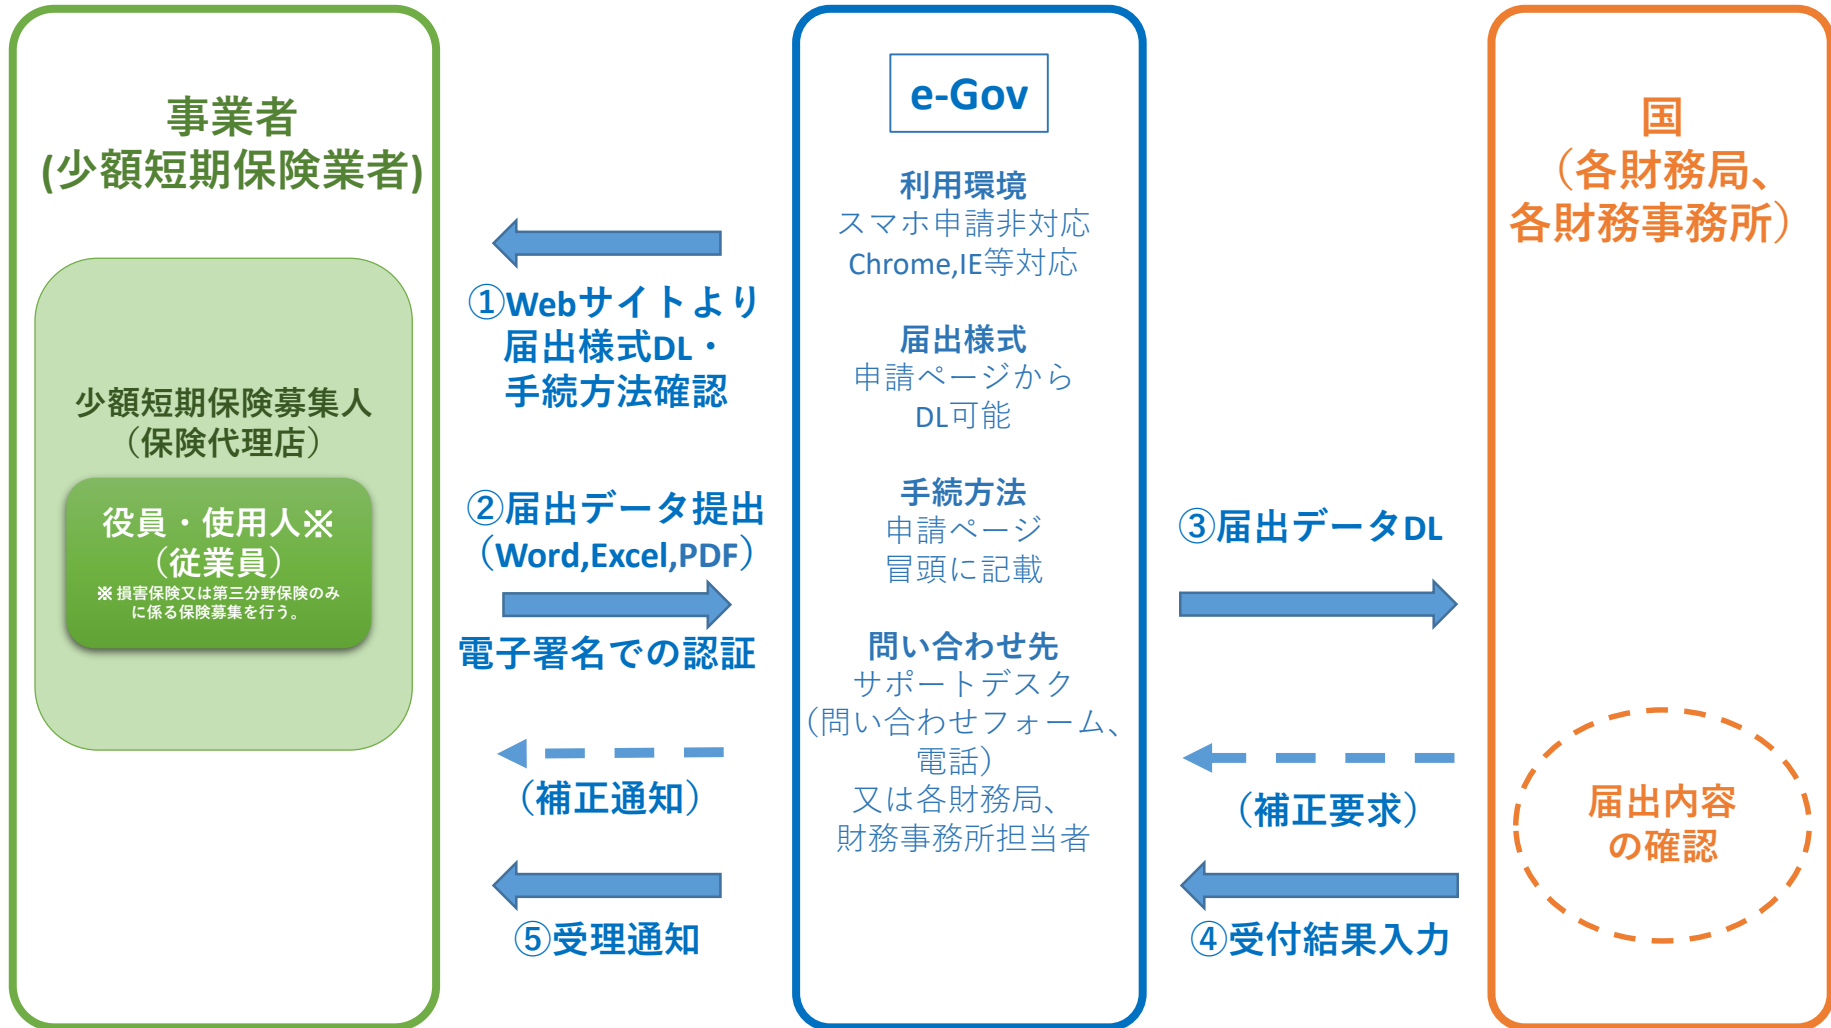 事業者
(少額短期保険業者)
少額短期保険募集人
（保険代理店）
役員・使用人※
（従業員）
※損害保険又は第三分野保険のみ
に係る保険募集を行う。
①Webサイトより
届出様式DL・
手続方法確認
②届出データ提出
（Word,Excel,PDF）
電子署名での認証
（補正通知）
⑤受理通知
e-Gov
利用環境
スマホ申請非対応
Chrome,IE等対応
届出様式
申請ページから
DL可能
手続方法
申請ページ
冒頭に記載
問い合わせ先
サポートデスク
（問い合わせフォーム、
電話）
又は各財務局、
財務事務所担当者
③届出データDL
（補正要求）
④受付結果入力
国
（各財務局、
各財務事務所）
届出内容
の確認